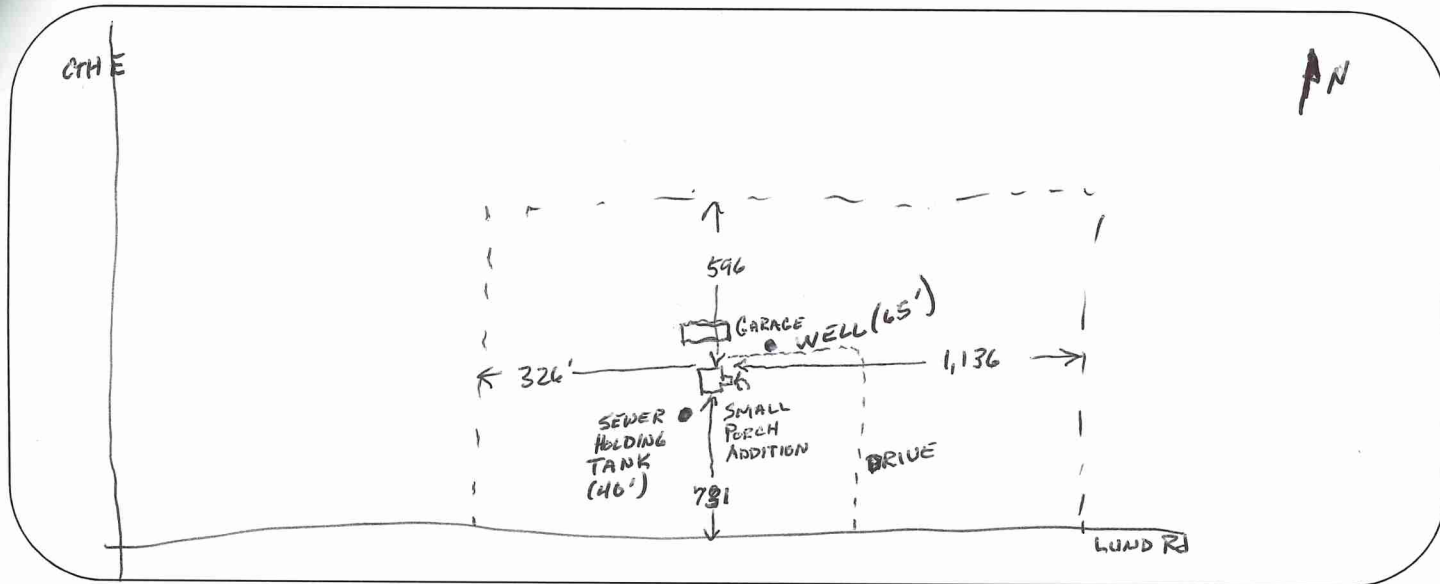 CTH E
N
596
GARAGE
WELL (65')
326'
1,136
SEWER
HOLDING
TANK
(40')
SMALL
PORCH
ADDITION
DRIVE
LUND Rd